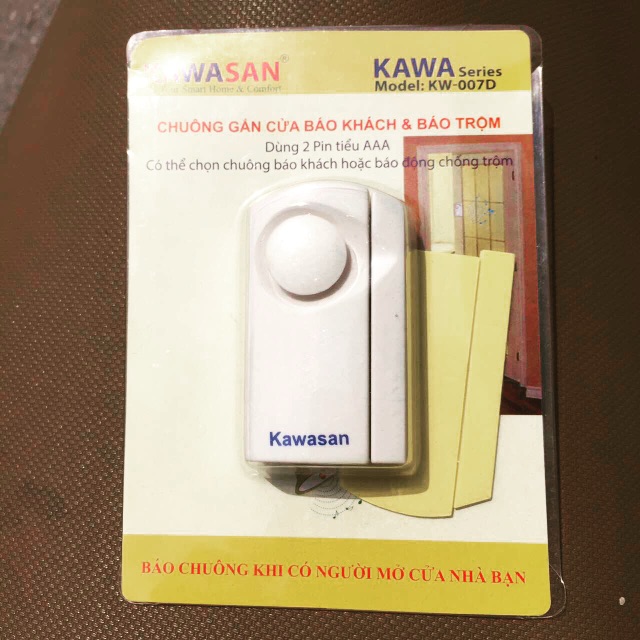 KAWASAN®
Smart Home & Comfort
KAWA Series
Model: KW-007D
CHUÔNG GẮN CỬA BÁO KHÁCH & BÁO TRỘM
Dùng 2 Pin tiểu AAA
Có thể chọn chuông báo khách hoặc báo động chống trộm
Kawasan
BÁO CHUÔNG KHI CÓ NGƯỜI MỞ CỬA NHÀ BẠN